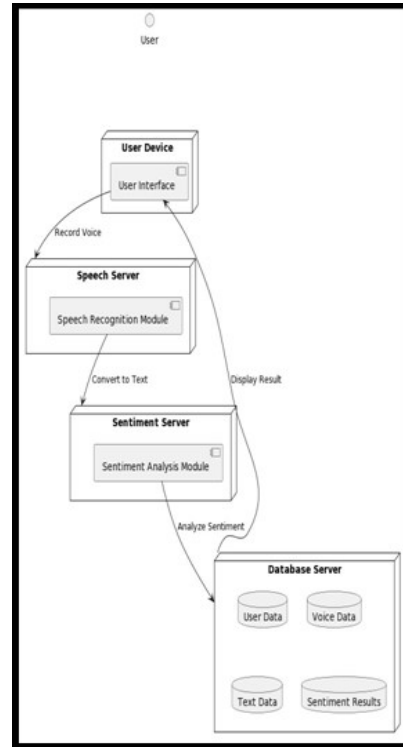 User
User Device
User Interface
Record Voice
Speech Server
Speech Recognition Module
Convert to Text
Display Result
Sentiment Server
Sentiment Analysis Module
Analyze Sentiment
Database Server
User Data
Voice Data
Text Data
Sentiment Results